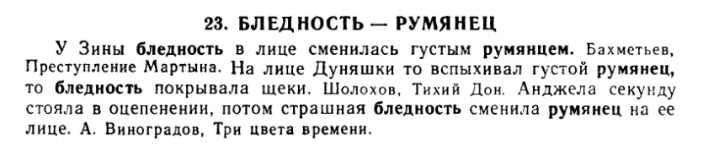 23. БЛЕДНОСТЬ — РУМЯНЕЦ
У Зины бледность в лице сменилась густым румянцем. Бахметьев,
Преступление Мартына. На лице Дуняшки то вспыхивал густой румянец,
то бледность покрывала щеки. Шолохов, Тихий Дон. Анджела секунду
стояла в оцепенении, потом страшная бледность сменила румянец на ее
лице. А. Виноградов, Три цвета времени.